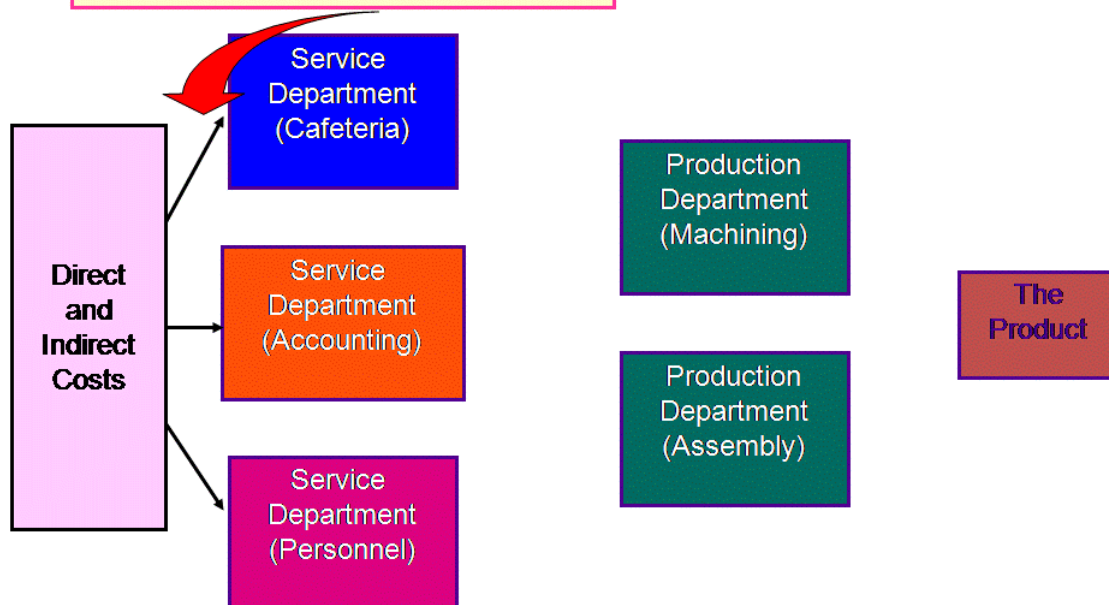 Service
Department
(Cafeteria)
Production
Department
(Machining)
Direct
and
Indirect
Costs
Service
Department
(Accounting)
The
Product
Production
Department
(Assembly)
Service
Department
(Personnel)